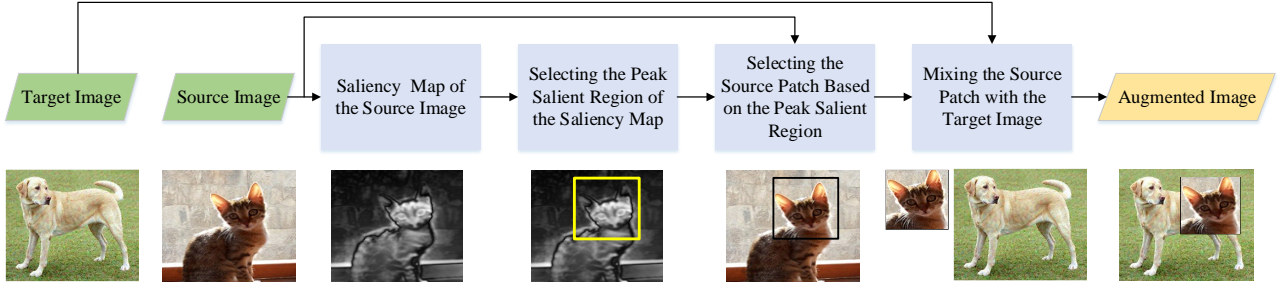 Target Image
Source Image
Saliency Map of
the Source Image
Selecting the Peak
Salient Region of
the Saliency Map
Selecting the
Source Patch Based
on the Peak Salient
Region
Mixing the Source
Patch with the
Target Image
Augmented Image